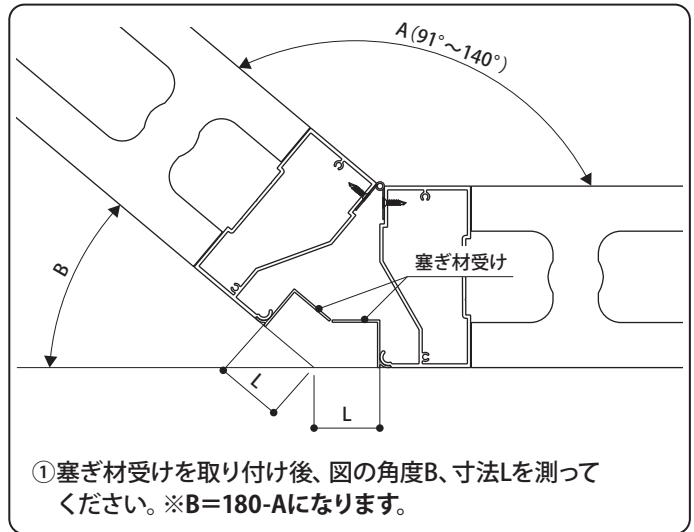 A(91°～140°)
B
塞ぎ材受け
L
L
①塞ぎ材受けを取り付け後、図の角度B、寸法Lを測って
ください。※B＝180-Aになります。